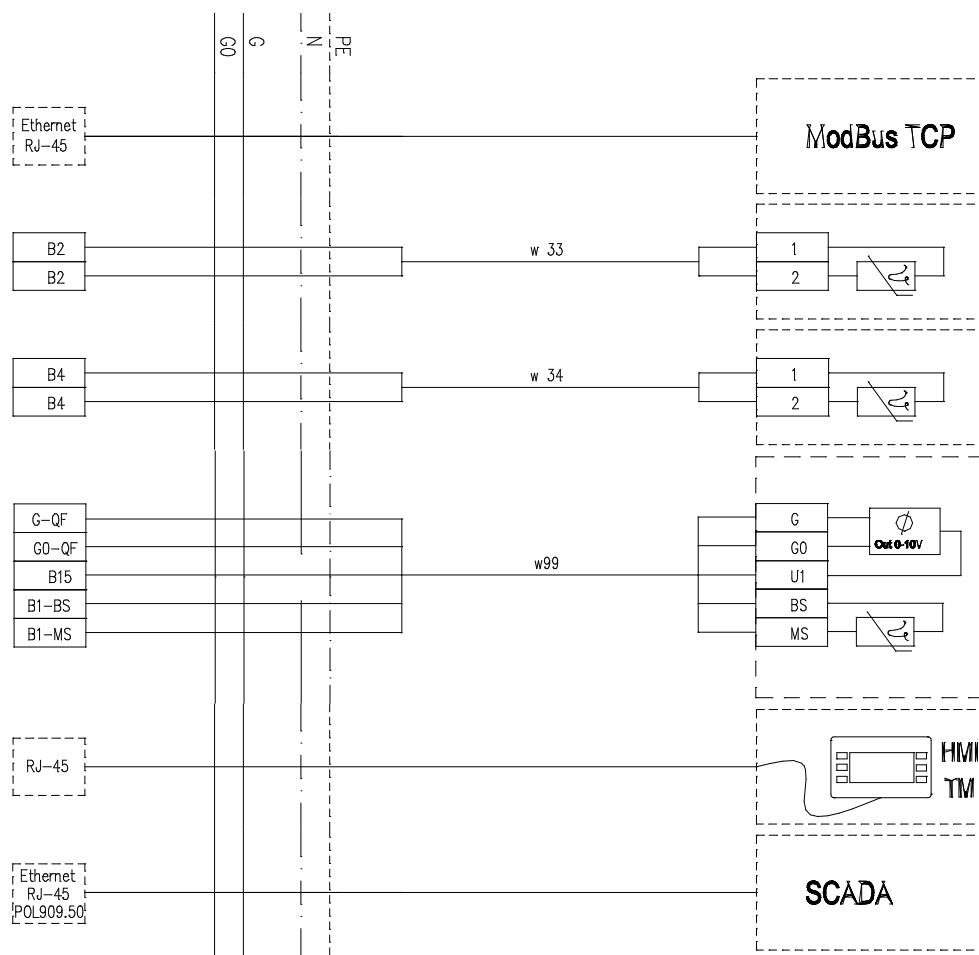 G0
G
N
PE
Ethernet
RJ-45
ModBus TCP
B2
w 33
1
B2
2
B4
w 34
1
B4
2
G-QF
G
G0-QF
G0
Out 0-10V
B15
w99
U1
B1-BS
BS
B1-MS
MS
RJ-45
HMI
TM
Ethernet
RJ-45
POL909.50
SCADA